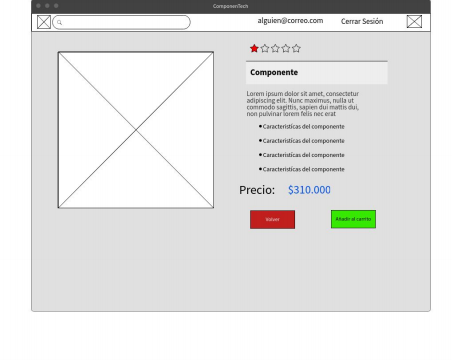 ComponenTech
alguien@correo.com
Cerrar Sesión
Componente
Lorem ipsum dolor sit amet, consectetur
adipiscing elit. Nunc maximus, nulla ut
commodo sagittis, sapien dui mattis dui,
non pulvinar lorem felis nec erat
Características del componente
Características del componente
Características del componente
Características del componente
Precio: $310.000
Volver
Añadir al carrito